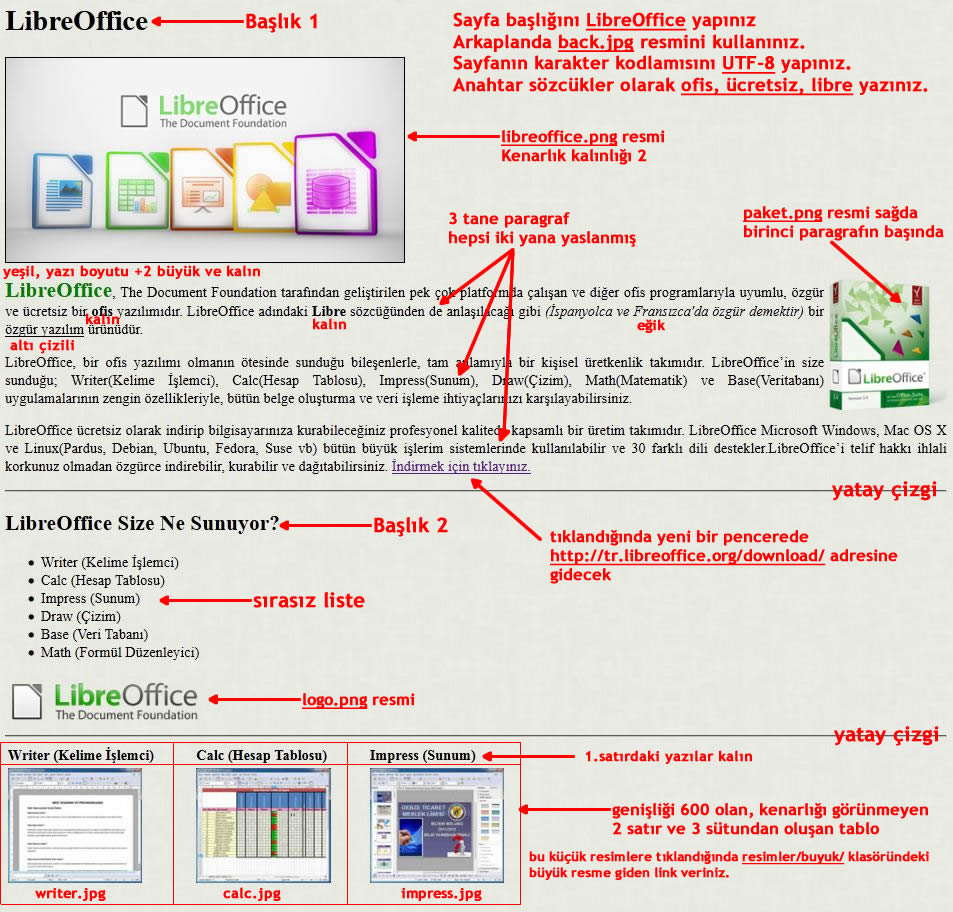 LibreOffice
Başlık 1
Sayfa başlığını LibreOffice yapınız
Arkaplanda back.jpg resmini kullanınız.
Sayfanın karakter kodlamısını UTF-8 yapınız.
Anahtar sözcükler olarak ofis, ücretsiz, libre yazınız.
LibreOffice
The Document Foundation
libreoffice.png resmi
Kenarlık kalınlığı 2
3 tane paragraf
hepsi iki yana yaslanmış
paket.png resmi sağda
birinci paragrafın başında
yeşil, yazı boyutu +2 büyük ve kalın
LibreOffice, The Document Foundation tarafından geliştirilen pek çok platformda çalışan ve diğer ofis programlarıyla uyumlu, özgür
ve ücretsiz bir ofis yazılımıdır. LibreOffice adındaki Libre sözcüğünden de anlaşılacağı gibi (İspanyolca ve Fransızca'da özgür demektir) bir
kalın
kalın
eğik
özgür yazılım ürünüdür.
altı çizili
LibreOffice, bir ofis yazılımı olmanın ötesinde sunduğu bileşenlerle, tam anlamıyla bir kişisel üretkenlik takımıdır. LibreOffice’in size
sunduğu; Writer(Kelime İşlemci), Calc(Hesap Tablosu), Impress(Sunum), Draw(Çizim), Math(Matematik) ve Base(Veritabanı)
uygulamalarının zengin özellikleriyle, bütün belge oluşturma ve veri işleme ihtiyaçlarınızı karşılayabilirsiniz.
LibreOffice
LibreOffice ücretsiz olarak indirip bilgisayarınıza kurabileceğiniz profesyonel kalitede kapsamlı bir üretim takımıdır. LibreOffice Microsoft Windows, Mac OS X
ve Linux(Pardus, Debian, Ubuntu, Fedora, Suse vb) bütün büyük işlerim sistemlerinde kullanılabilir ve 30 farklı dili destekler.LibreOffice’i telif hakkı ihlali
korkunuz olmadan özgürce indirebilir, kurabilir ve dağıtabilirsiniz. İndirmek için tıklayınız.
yatay çizgi
LibreOffice Size Ne Sunuyor?
Başlık 2
tıklandığında yeni bir pencerede
http://tr.libreoffice.org/download/ adresine
gidecek
Writer (Kelime İşlemci)
Calc (Hesap Tablosu)
Impress (Sunum)
sırasız liste
Draw (Çizim)
Base (Veri Tabanı)
Math (Formül Düzenleyici)
LibreOffice
The Document Foundation
logo.png resmi
yatay çizgi
Writer (Kelime İşlemci) Calc (Hesap Tablosu) Impress (Sunum)
1.satırdaki yazılar kalın
GEBZE TİCARET
MESLEK LİSESİ
genişliği 600 olan, kenarlığı görünmeyen
2 satır ve 3 sütundan oluşan tablo
bu küçük resimlere tıklandığında resimler/buyuk/ klasöründeki
büyük resme giden link veriniz.
writer.jpg calc.jpg impress.jpg